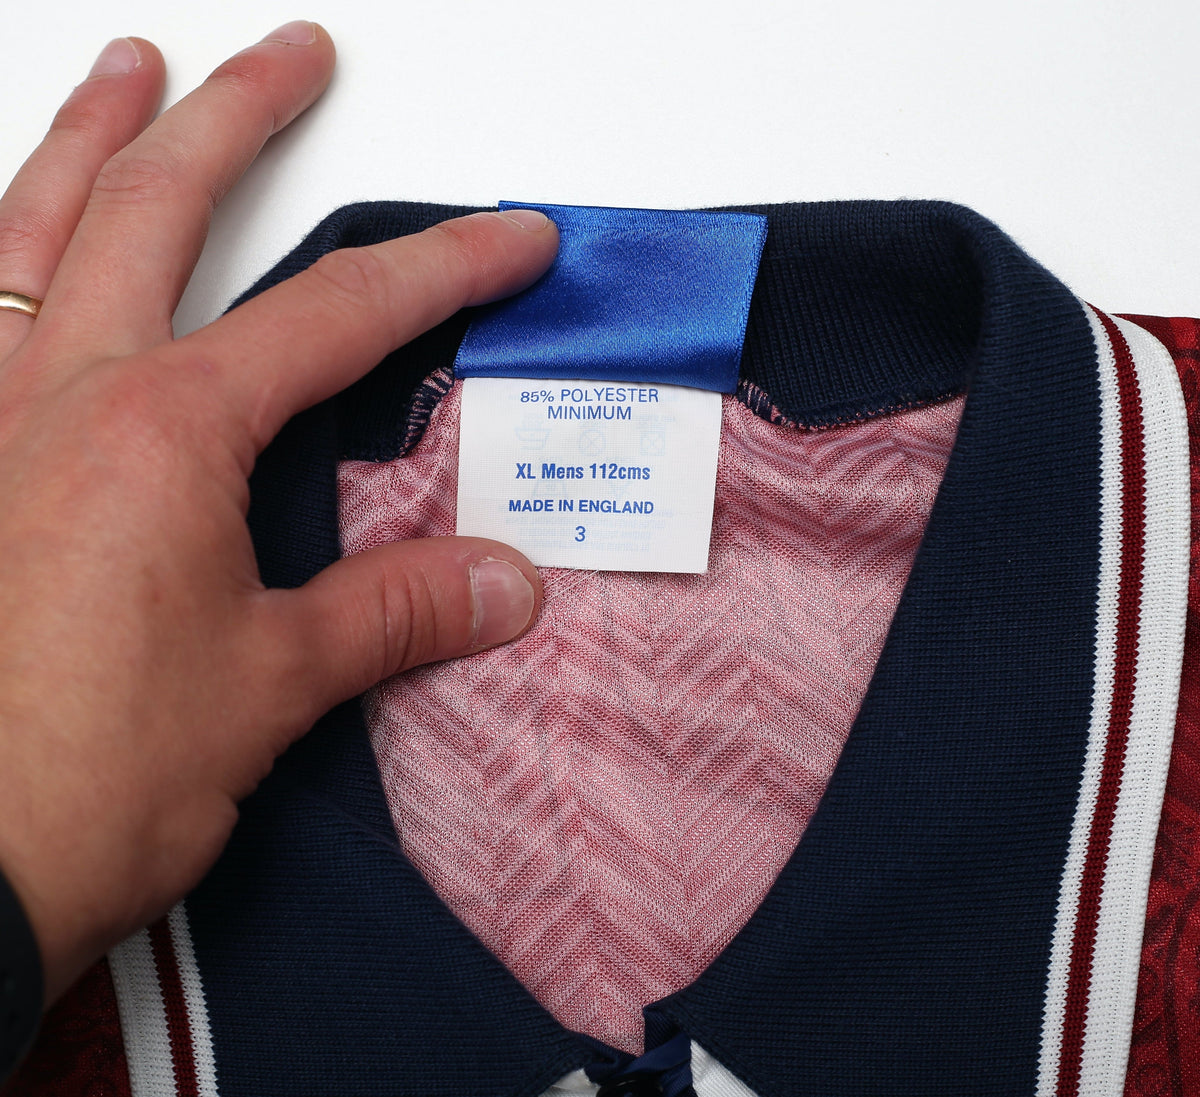 85% POLYESTER
MINIMUM
XL Mens 112cms
MADE IN ENGLAND
3